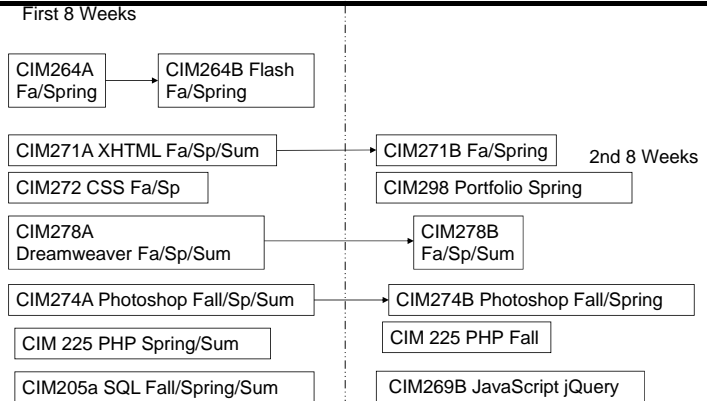 First 8 Weeks
CIM264A
Fa/Spring
CIM264B Flash
Fa/Spring
CIM271A XHTML Fa/Sp/Sum
CIM271B Fa/Spring
2nd 8 Weeks
CIM272 CSS Fa/Sp
CIM298 Portfolio Spring
CIM278A
Dreamweaver Fa/Sp/Sum
CIM278B
Fa/Sp/Sum
CIM274A Photoshop Fall/Sp/Sum
CIM274B Photoshop Fall/Spring
CIM 225 PHP Spring/Sum
CIM 225 PHP Fall
CIM205a SQL Fall/Spring/Sum
CIM269B JavaScript jQuery